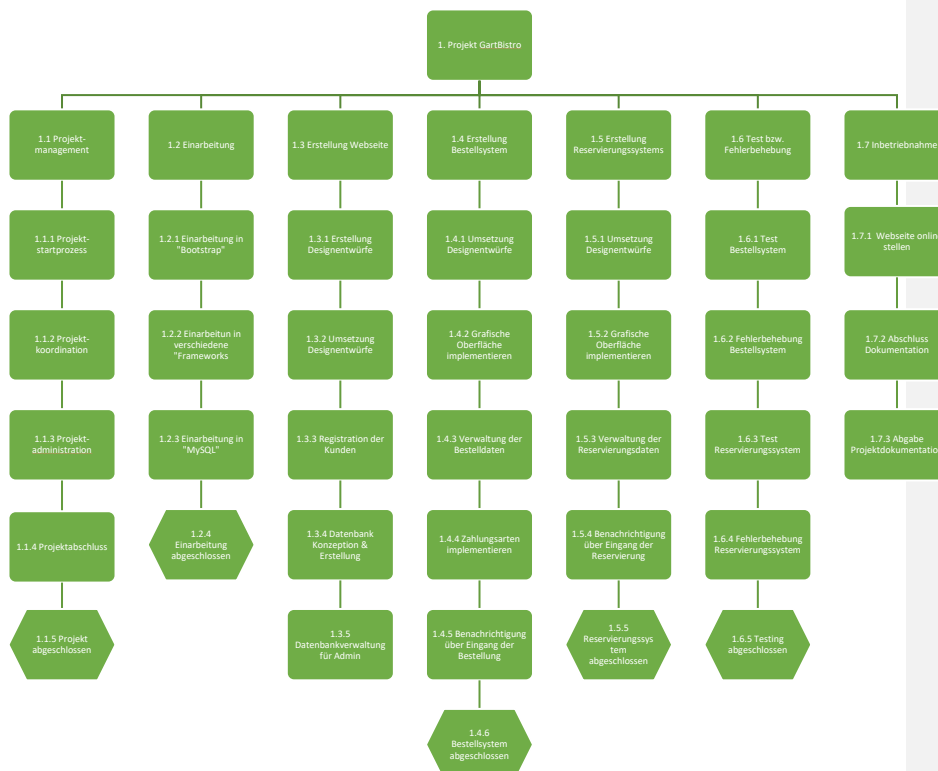 1. Projekt GartBistro
1.1 Projekt-
management
1.2 Einarbeitung
1.3 Erstellung Webseite
1.4 Erstellung
Bestellsystem
1.5 Erstellung
Reservierungssystems
1.6 Test bzw.
Fehlerbehebung
1.7 Inbetriebnahme
1.1.1 Projekt-
startprozess
1.2.1 Einarbeitung in
"Bootstrap"
1.3.1 Erstellung
Designentwürfe
1.4.1 Umsetzung
Designentwürfe
1.5.1 Umsetzung
Designentwürfe
1.6.1 Test
Bestellsystem
1.7.1 Webseite online
stellen
1.1.2 Projekt-
koordination
1.2.2 Einarbeitun in
verschiedene
"Frameworks
1.3.2 Umsetzung
Designentwürfe
1.4.2 Grafische
Oberfläche
implementieren
1.5.2 Grafische
Oberfläche
implementieren
1.6.2 Fehlerbehebung
Bestellsystem
1.7.2 Abschluss
Dokumentation
1.1.3 Projekt-
administration
1.2.3 Einarbeitung in
"MySQL"
1.3.3 Registration der
Kunden
1.4.3 Verwaltung der
Bestelldaten
1.5.3 Verwaltung der
Reservierungsdaten
1.6.3 Test
Reservierungssystem
1.7.3 Abgabe
Projektdokumentation
1.1.4 Projektabschluss
1.2.4
Einarbeitung
abgeschlossen
1.3.4 Datenbank
Konzeption &
Erstellung
1.4.4 Zahlungsarten
implementieren
1.5.4 Benachrichtigung
über Eingang der
Reservierung
1.6.4 Fehlerbehebung
Reservierungssystem
1.1.5 Projekt
abgeschlossen
1.3.5
Datenbankverwaltung
für Admin
1.4.5 Benachrichtigung
über Eingang der
Bestellung
1.5.5
Reservierungssys
tem
abgeschlossen
1.6.5 Testing
abgeschlossen
1.4.6
Bestellsystem
abgeschlossen